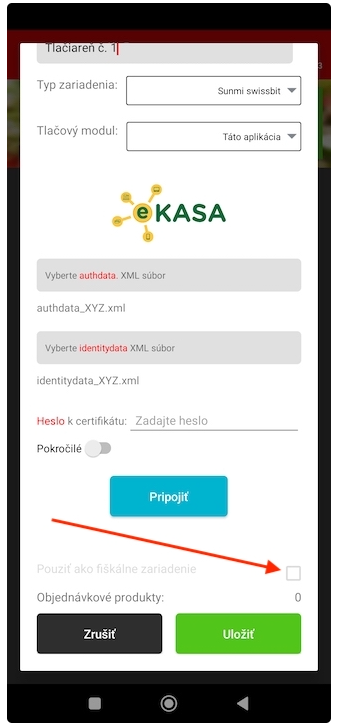 Tlačiareň č. 1
3
Typ zariadenia:
Sunmi swissbit
Tlačový modul:
Táto aplikácia
eKASA
Vyberte authdata. XML súbor
authdata_XYZ.xml
Vyberte identitydata XML súbor
identitydata_XYZ.xml
Heslo k certifikátu: Zadajte heslo
Pokročilé
Pripojiť
Použiť ako fiškálne zariadenie
Objednávkové produkty: 0
Zrušiť
Uložiť